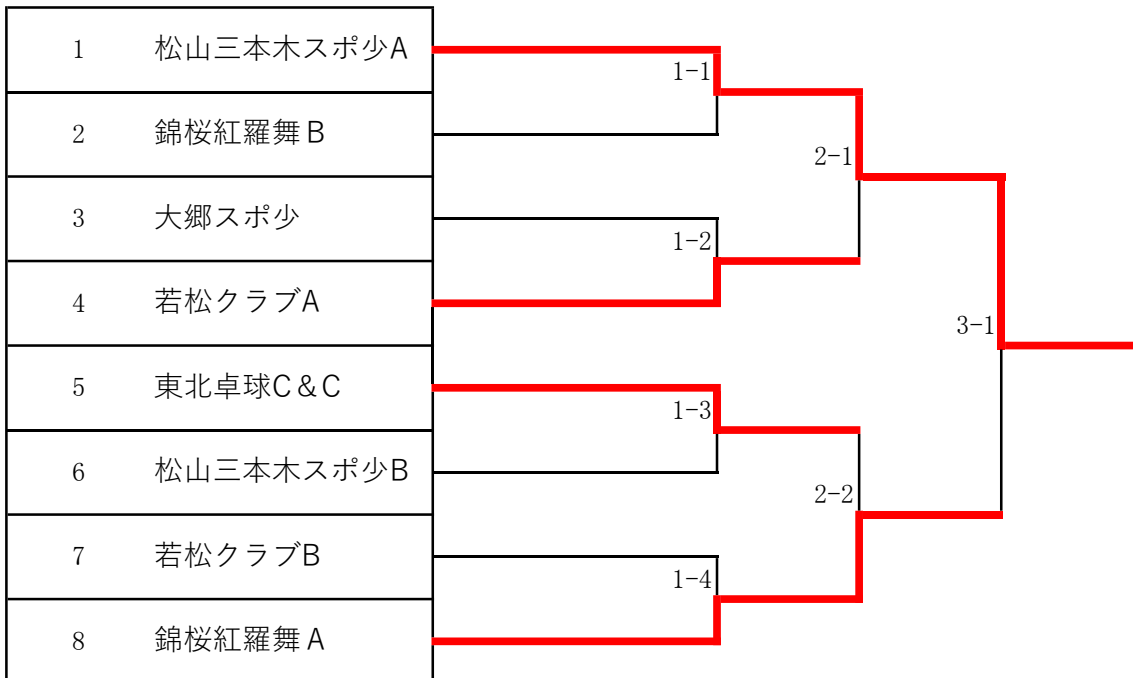 1 松山三本木スポ少A
1-1
2 錦桜紅羅舞B
2-1
3 大郷スポ少
1-2
4 若松クラブA
3-1
5 東北卓球C&C
1-3
6 松山三本木スポ少B
2-2
7 若松クラブB
1-4
8 錦桜紅羅舞A